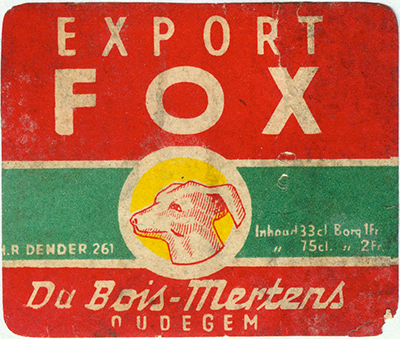 EXPORT
FOX
H.R DENDER 261
Inhoud 33cl Borg 1Fr.
" 75cl. " 2Fr.
Du Bois-Mertens
OUDEGEM